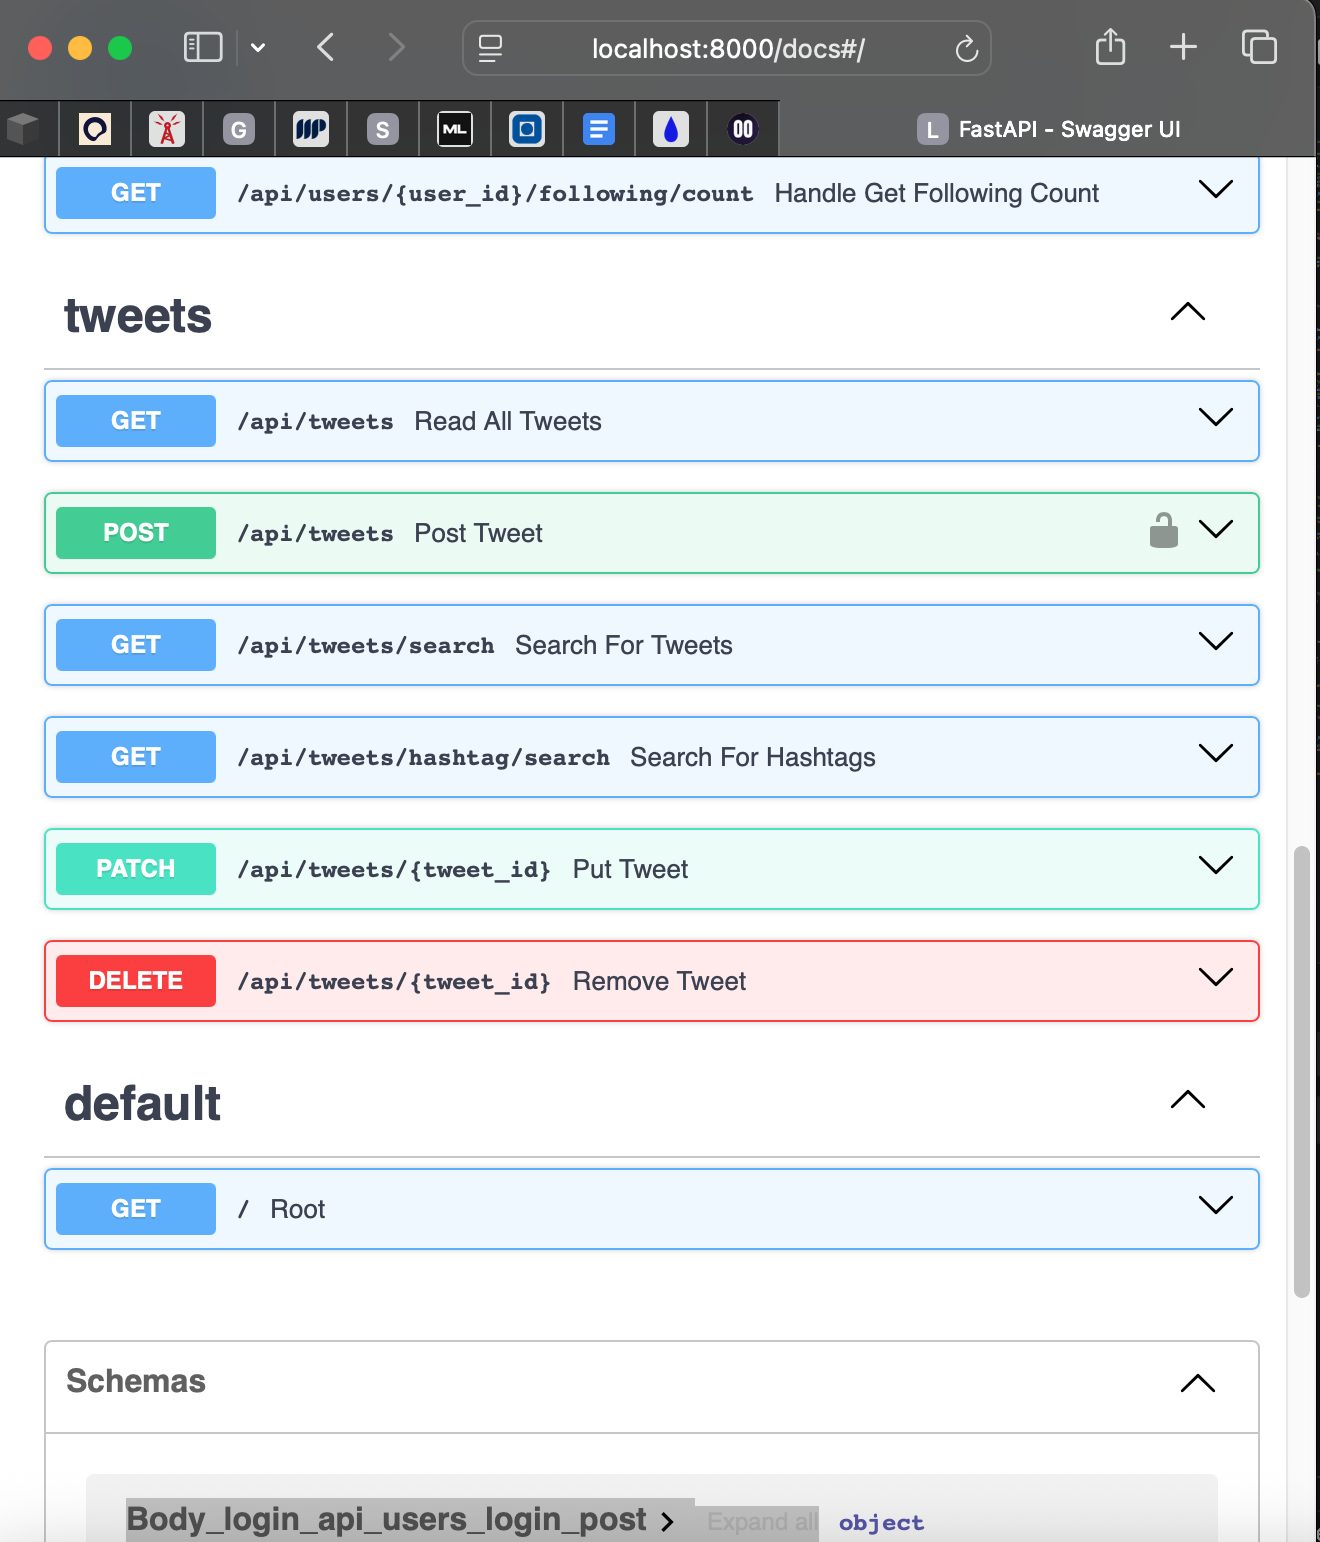 localhost:8000/docs#/
G
S
ML
L FastAPI - Swagger UI
GET /api/users/{user_id}/following/count Handle Get Following Count
tweets
GET /api/tweets Read All Tweets
POST /api/tweets Post Tweet
GET /api/tweets/search Search For Tweets
GET /api/tweets/hashtag/search Search For Hashtags
PATCH /api/tweets/{tweet_id} Put Tweet
DELETE /api/tweets/{tweet_id} Remove Tweet
default
GET / Root
Schemas
Body_login_api_users_login_post Expand all object